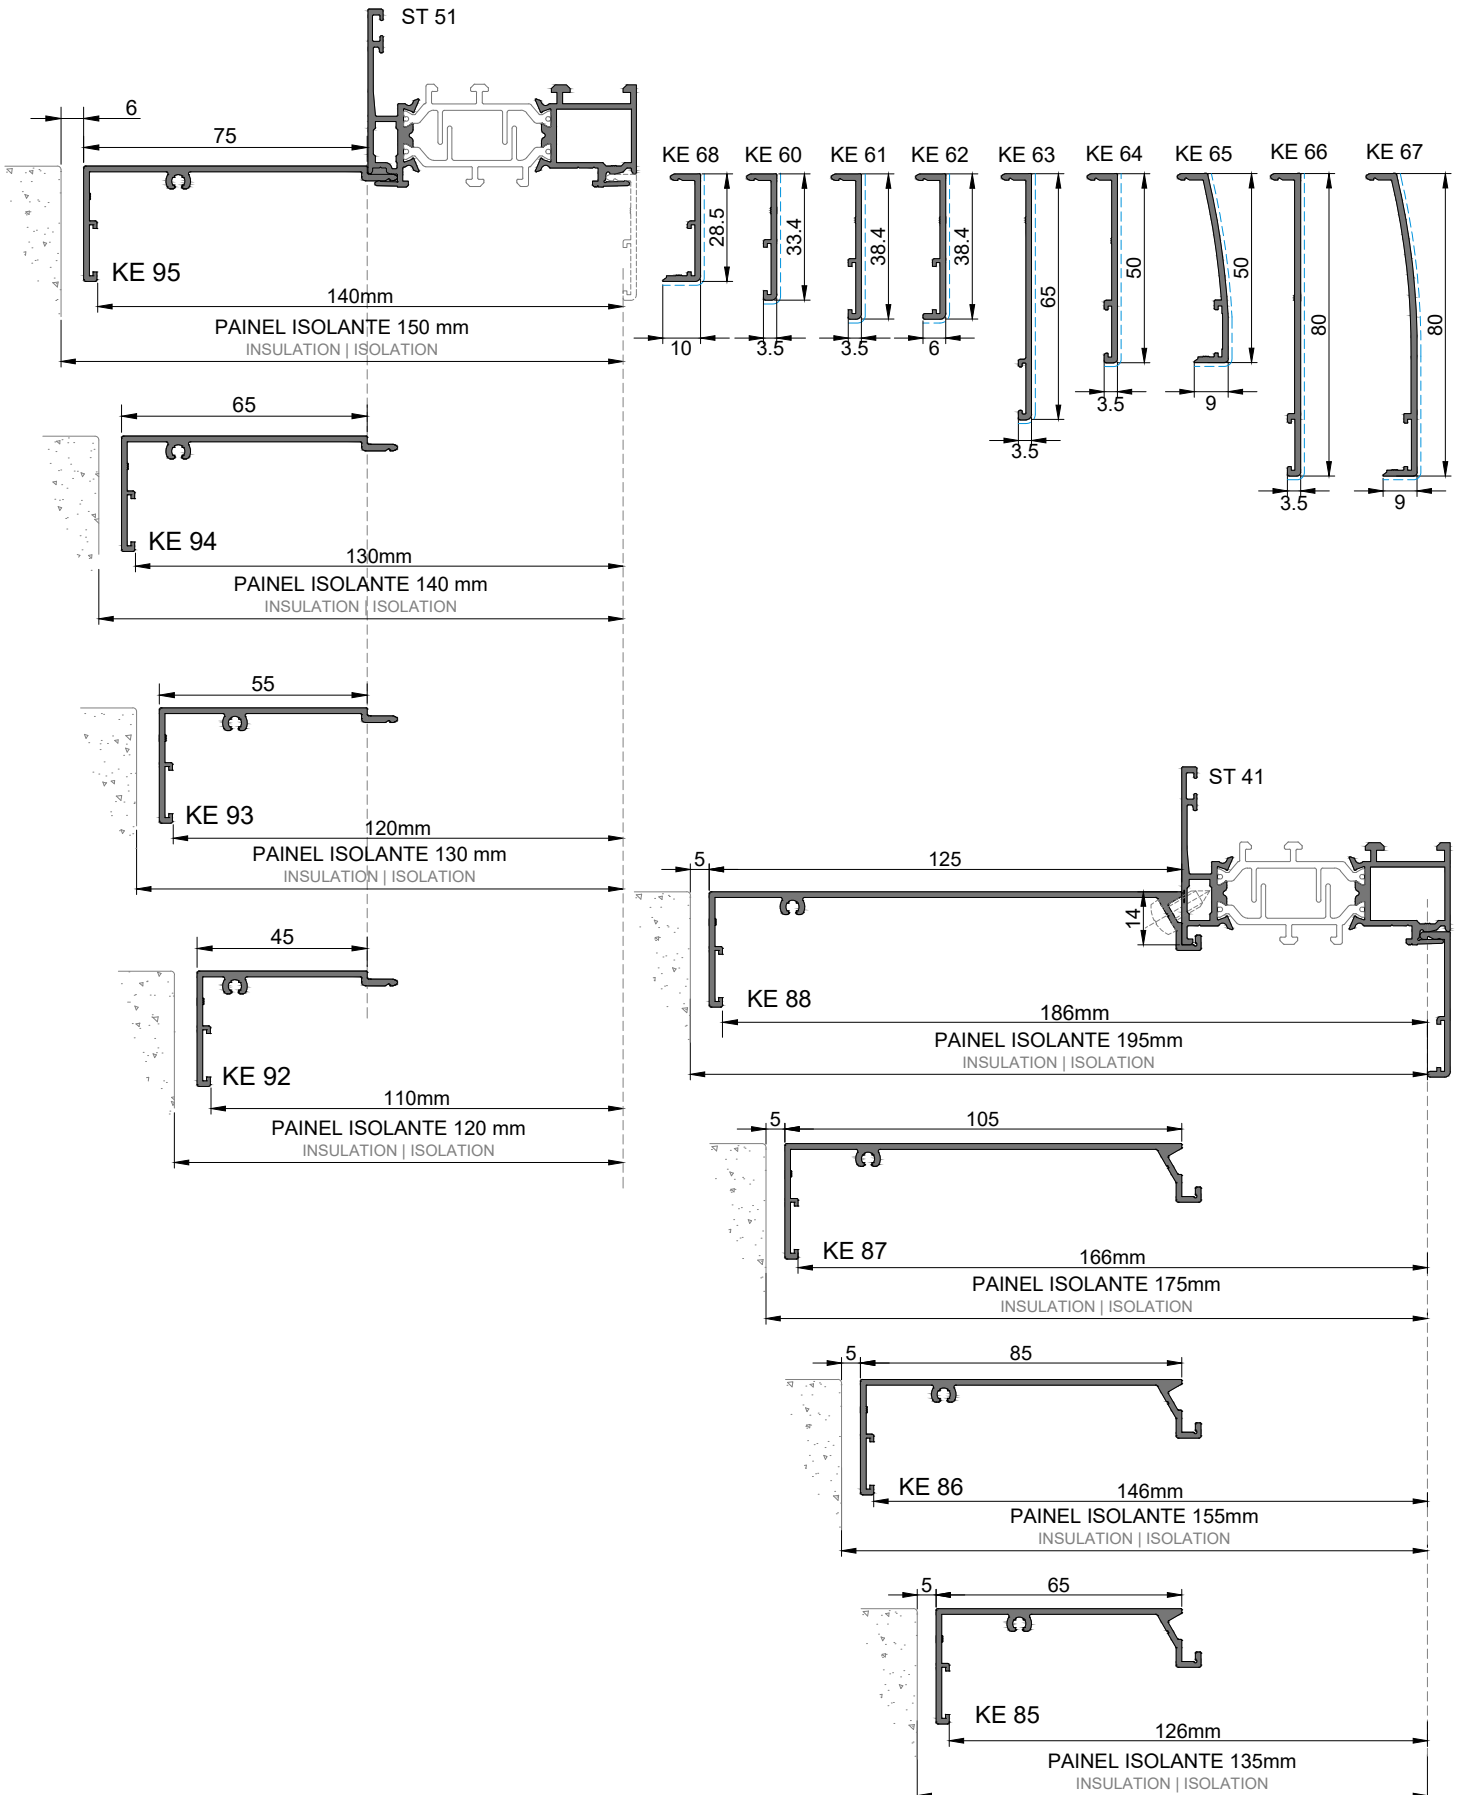 ST 51
6
75
KE 95
140mm
PAINEL ISOLANTE 150 mm
INSULATION | ISOLATION
KE 68
KE 60
KE 61
KE 62
KE 63
KE 64
KE 65
KE 66
KE 67
28.5
33.4
38.4
38.4
65
50
50
80
80
10
3.5
3.5
6
3.5
3.5
9
3.5
9
65
KE 94
130mm
PAINEL ISOLANTE 140 mm
INSULATION | ISOLATION
55
KE 93
120mm
PAINEL ISOLANTE 130 mm
INSULATION | ISOLATION
45
KE 92
110mm
PAINEL ISOLANTE 120 mm
INSULATION | ISOLATION
ST 41
5
125
14
KE 88
186mm
PAINEL ISOLANTE 195mm
INSULATION | ISOLATION
5
105
KE 87
166mm
PAINEL ISOLANTE 175mm
INSULATION | ISOLATION
5
85
KE 86
146mm
PAINEL ISOLANTE 155mm
INSULATION | ISOLATION
5
65
KE 85
126mm
PAINEL ISOLANTE 135mm
INSULATION | ISOLATION